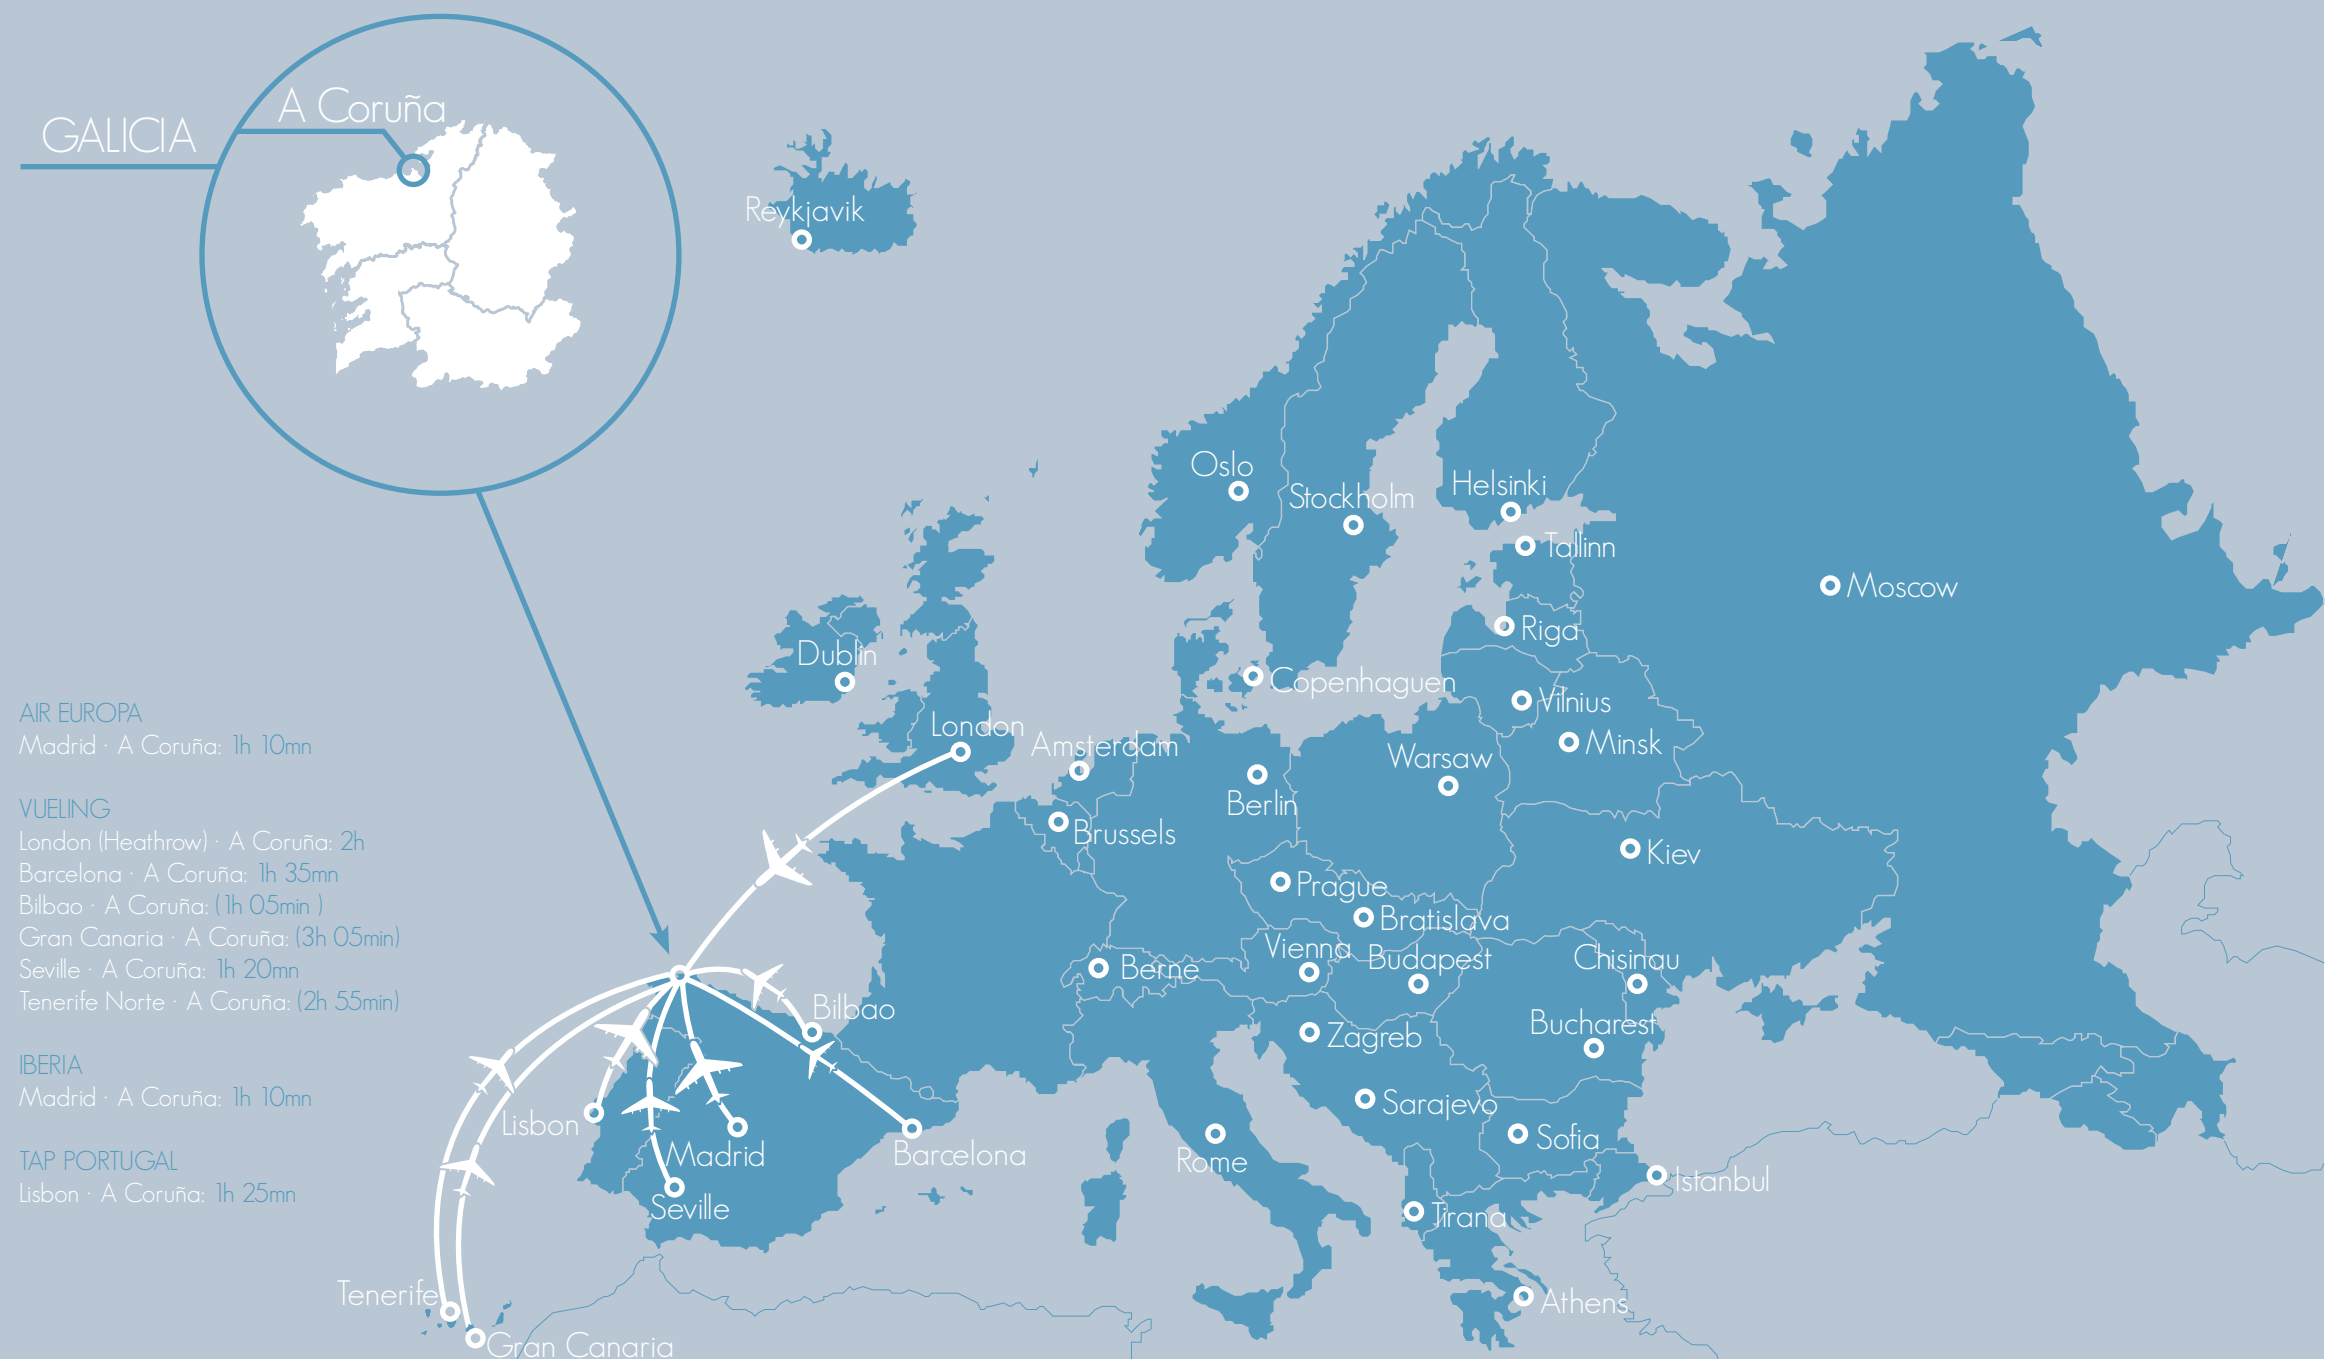 A Coruña
GALICIA
Reykjavik
Oslo
Stockholm
Helsinki
Tallinn
Moscow
Riga
Dublin
Copenhaguen
Vilnius
London
Amsterdam
Minsk
Warsaw
Berlin
Brussels
Kiev
Prague
Bratislava
Vienna
Budapest
Chisinau
Berne
Bilbao
Bucharest
Zagreb
Sarajevo
Lisbon
Sofia
Madrid
Barcelona
Rome
Istanbul
Seville
Tirana
Tenerife
Athens
Gran Canaria
AIR EUROPA
Madrid · A Coruña: 1h 10mn
VUELING
London (Heathrow) · A Coruña: 2h
Barcelona · A Coruña: 1h 35mn
Bilbao · A Coruña: (1h 05min )
Gran Canaria · A Coruña: (3h 05min)
Seville · A Coruña: 1h 20mn
Tenerife Norte · A Coruña: (2h 55min)
IBERIA
Madrid · A Coruña: 1h 10mn
TAP PORTUGAL
Lisbon · A Coruña: 1h 25mn